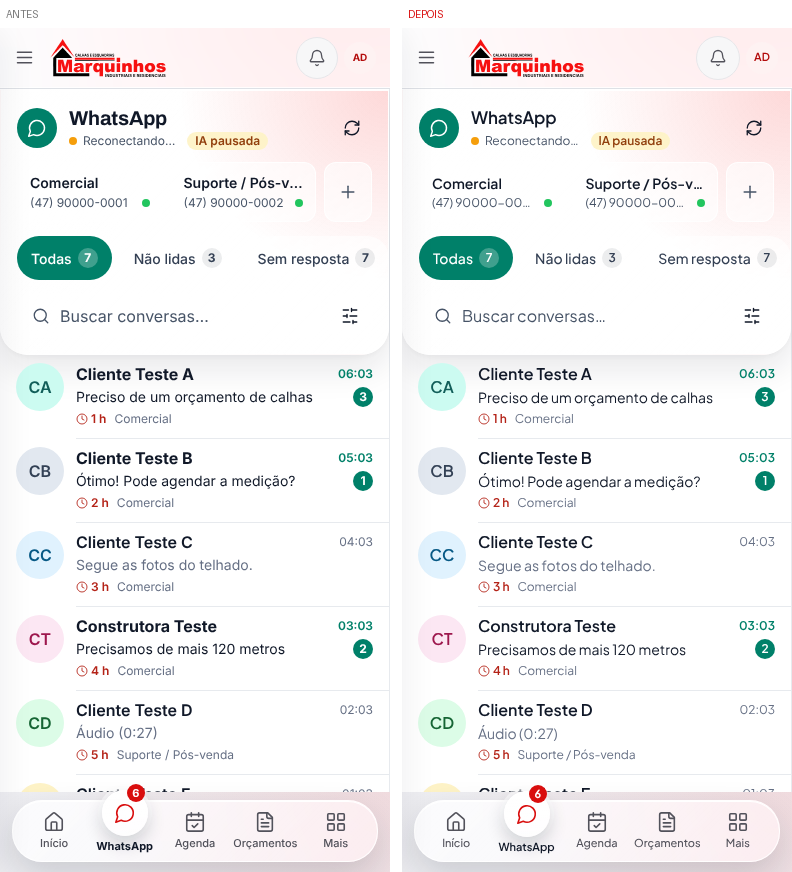 ANTES
CALHAS E ESQUADRIAS
Marquinhos
INDUSTRIAIS E RESIDENCIAIS
AD
WhatsApp
Reconectando... IA pausada
Comercial
(47) 90000-0001
Suporte / Pós-v...
(47) 90000-0002
Todas 7 Não lidas 3 Sem resposta 7
Buscar conversas...
CA Cliente Teste A 06:03
Preciso de um orçamento de calhas 3
1 h Comercial
CB Cliente Teste B 05:03
Ótimo! Pode agendar a medição? 1
2 h Comercial
CC Cliente Teste C 04:03
Segue as fotos do telhado.
3 h Comercial
CT Construtora Teste 03:03
Precisamos de mais 120 metros 2
4 h Comercial
CD Cliente Teste D 02:03
Áudio (0:27)
5 h Suporte / Pós-venda
6
Início WhatsApp Agenda Orçamentos Mais
DEPOIS
CALHAS E ESQUADRIAS
Marquinhos
INDUSTRIAIS E RESIDENCIAIS
AD
WhatsApp
Reconectando... IA pausada
Comercial
(47) 90000-00...
Suporte / Pós-v...
(47) 90000-00...
Todas 7 Não lidas 3 Sem resposta 7
Buscar conversas...
CA Cliente Teste A 06:03
Preciso de um orçamento de calhas 3
1 h Comercial
CB Cliente Teste B 05:03
Ótimo! Pode agendar a medição? 1
2 h Comercial
CC Cliente Teste C 04:03
Segue as fotos do telhado.
3 h Comercial
CT Construtora Teste 03:03
Precisamos de mais 120 metros 2
4 h Comercial
CD Cliente Teste D 02:03
Áudio (0:27)
5 h Suporte / Pós-venda
6
Início WhatsApp Agenda Orçamentos Mais